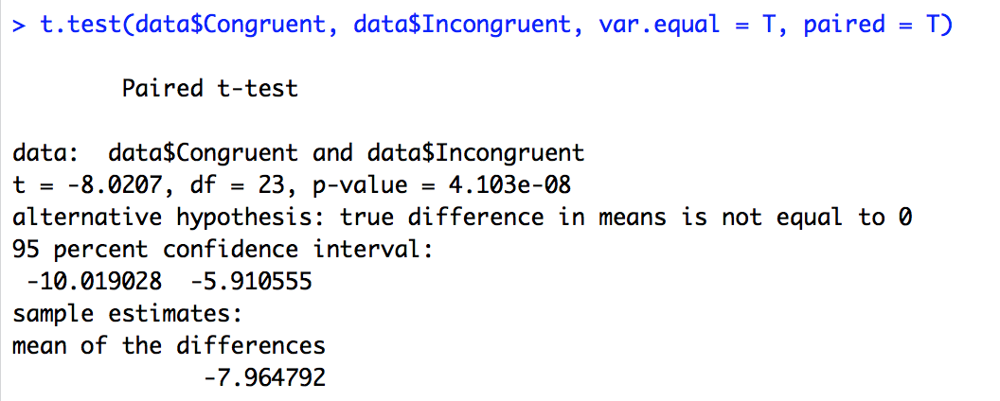 > t.test(data$Congruent, data$Incongruent, var.equal = T, paired = T)
Paired t-test
data:  data$Congruent and data$Incongruent
t = -8.0207, df = 23, p-value = 4.103e-08
alternative hypothesis: true difference in means is not equal to 0
95 percent confidence interval:
-10.019028  -5.910555
sample estimates:
mean of the differences
-7.964792